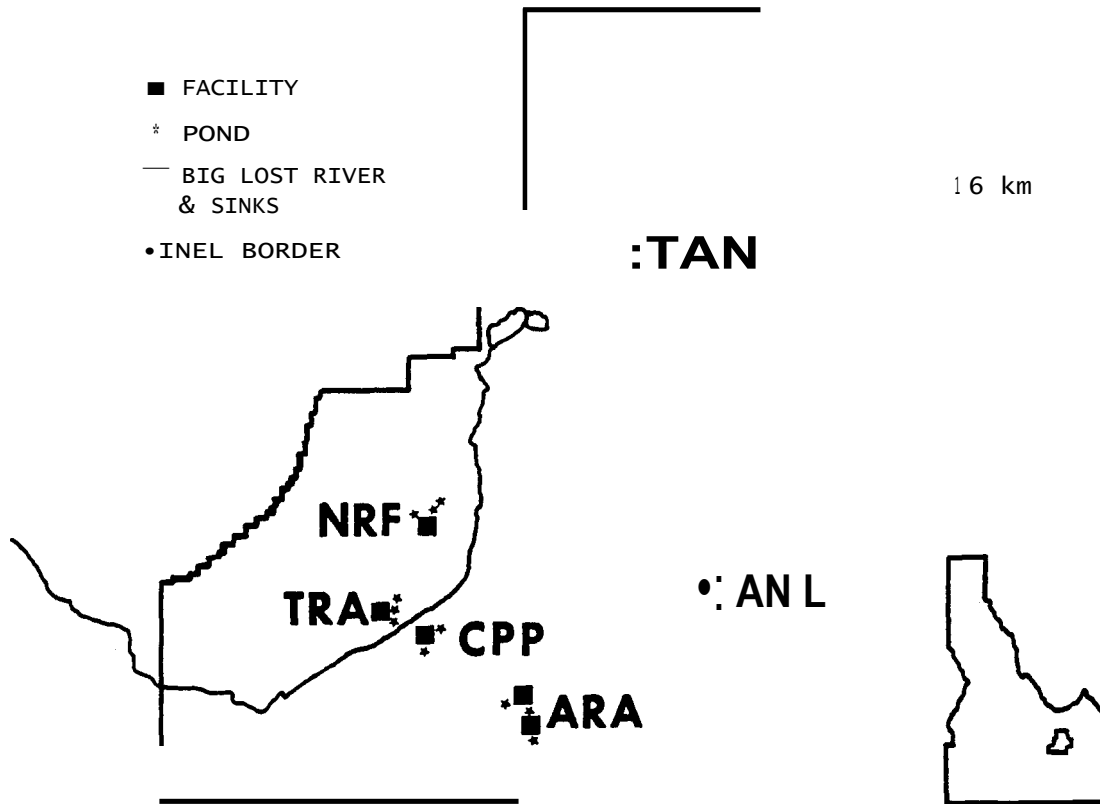 ■ FACILITY
* POND
— BIG LOST RIVER
& SINKS
•INEL BORDER
16 km
:TAN
NRF
TRA
CPP
•: AN L
ARA